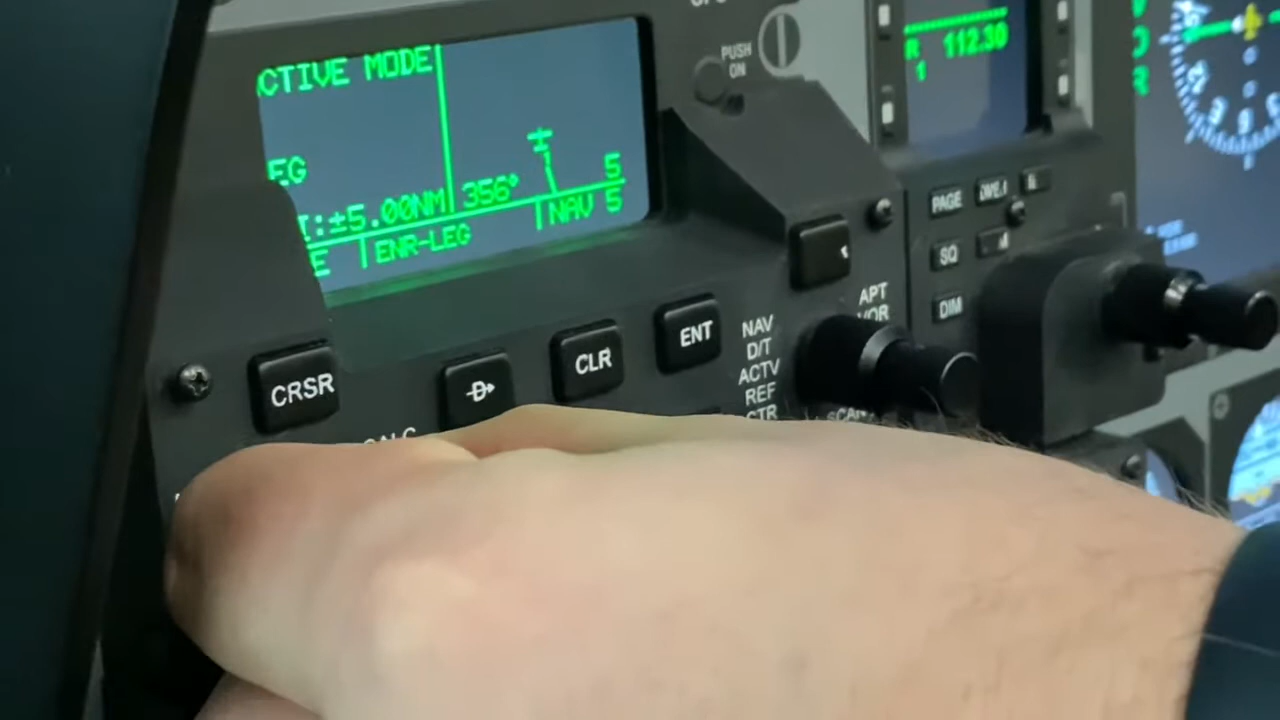 CTIVE MODE
EG
I:±5.00NM
356°
5
E
ENR-LEG
NAV 5
PUSH
ON
R 112.30
1
PAGE
SQ
DIM
CRSR
D
CLR
ENT
NAV
D/T
ACTV
REF
CTR
APT
VOR